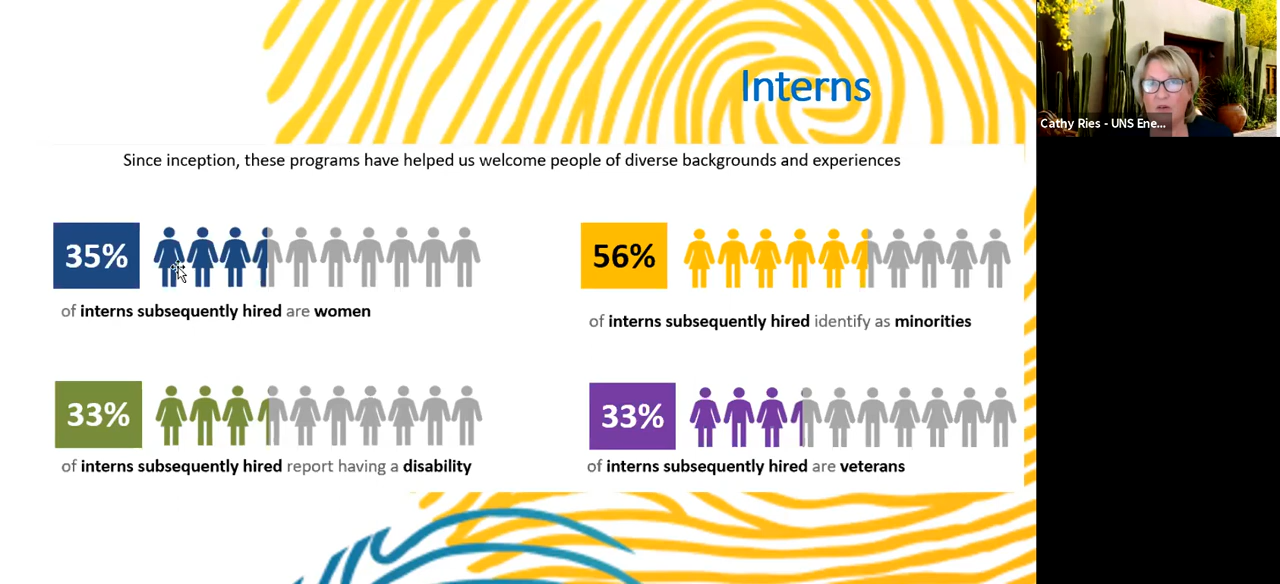 Interns
Cathy Ries - UNS Ene...
Since inception, these programs have helped us welcome people of diverse backgrounds and experiences
35%
of interns subsequently hired are women
56%
of interns subsequently hired identify as minorities
33%
of interns subsequently hired report having a disability
33%
of interns subsequently hired are veterans